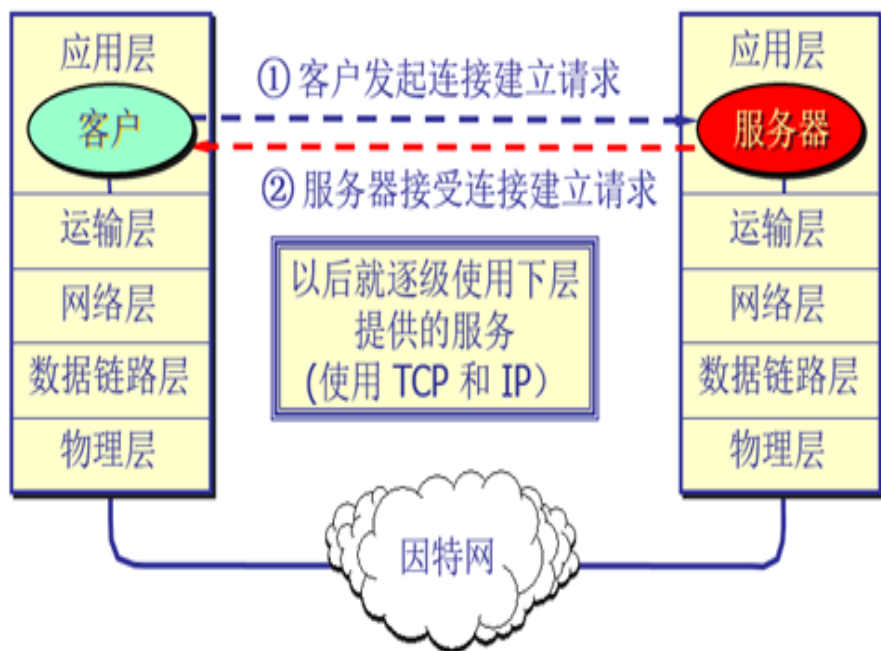 应用层
客户
运输层
网络层
数据链路层
物理层
① 客户发起连接建立请求
② 服务器接受连接建立请求
以后就逐级使用下层
提供的服务
(使用 TCP 和 IP）
因特网
应用层
服务器
运输层
网络层
数据链路层
物理层